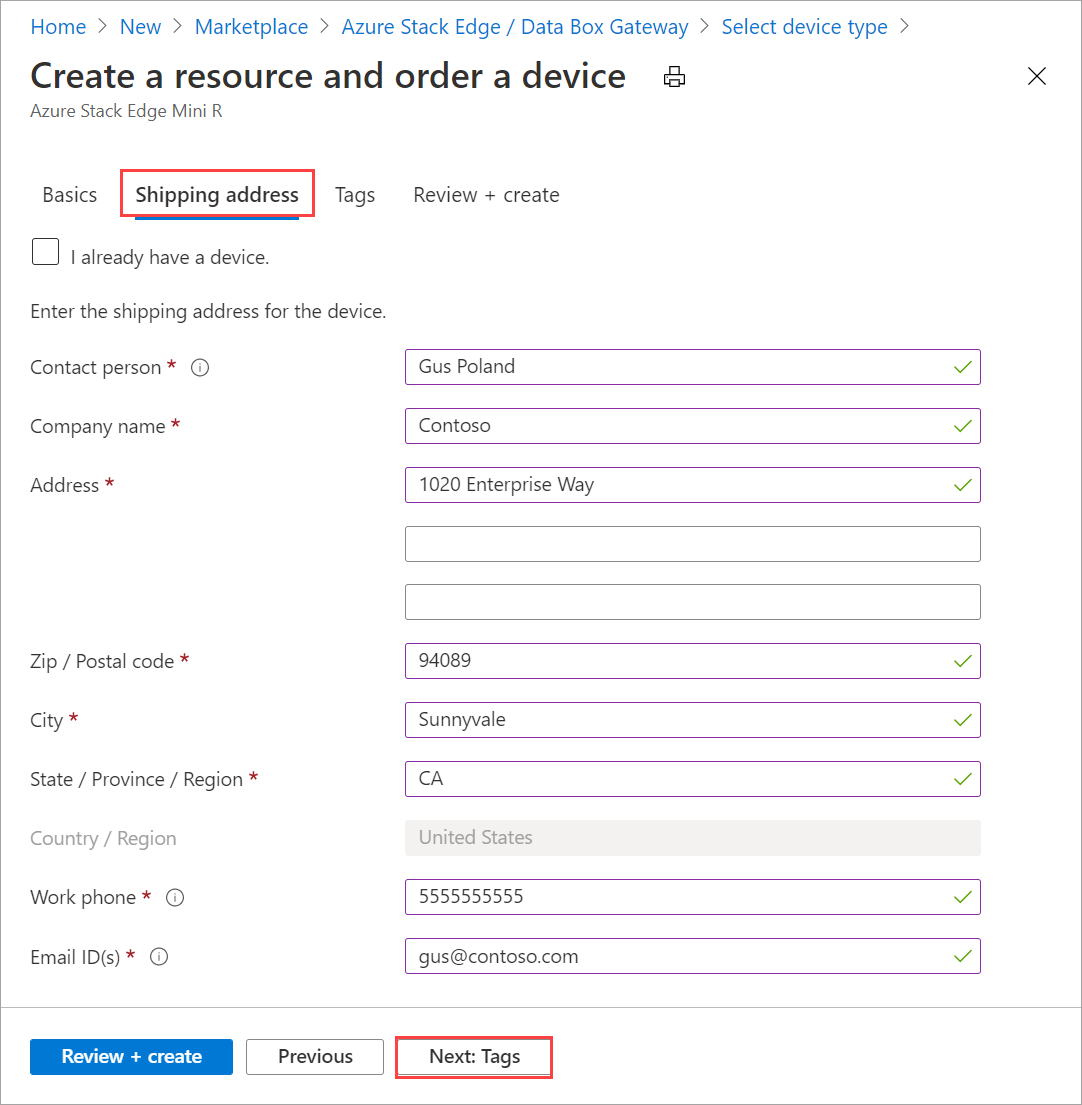 Home > New > Marketplace > Azure Stack Edge / Data Box Gateway > Select device type >
Create a resource and order a device
Azure Stack Edge Mini R
Basics Shipping address Tags Review + create
I already have a device.
Enter the shipping address for the device.
Contact person * Gus Poland
Company name * Contoso
Address * 1020 Enterprise Way
Zip / Postal code * 94089
City * Sunnyvale
State / Province / Region * CA
Country / Region United States
Work phone * 5555555555
Email ID(s) * gus@contoso.com
Review + create Previous Next: Tags